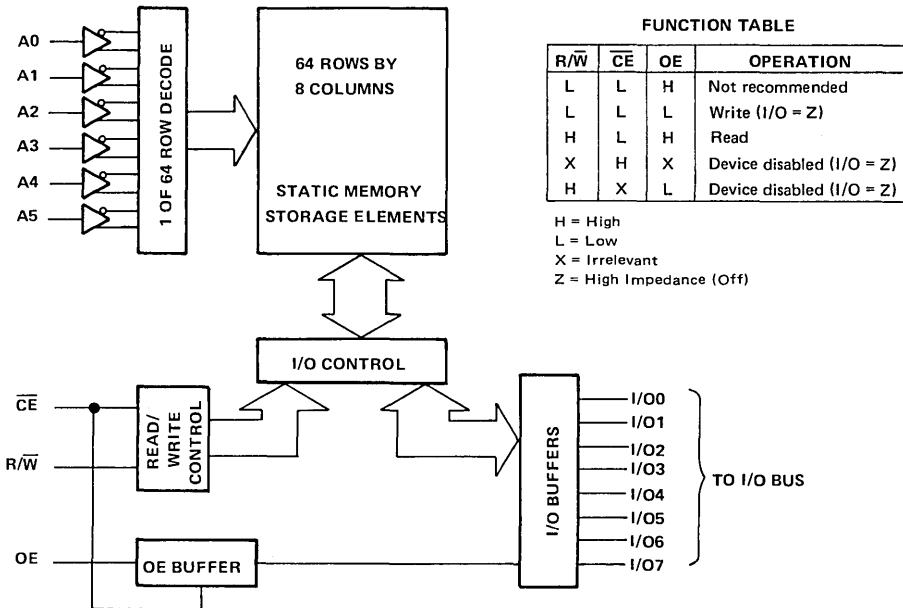 A0
A1
A2
A3
A4
A5
1 OF 64 ROW DECODE
64 ROWS BY
8 COLUMNS
STATIC MEMORY
STORAGE ELEMENTS
FUNCTION TABLE
R/W̅ C̅E̅ OE OPERATION
L L H Not recommended
L L L Write (I/O = Z)
H L H Read
X H X Device disabled (I/O = Z)
H X L Device disabled (I/O = Z)
H = High
L = Low
X = Irrelevant
Z = High Impedance (Off)
I/O CONTROL
C̅E̅
R/W̅
READ/
WRITE
CONTROL
OE
OE BUFFER
I/O BUFFERS
I/O0
I/O1
I/O2
I/O3
I/O4
I/O5
I/O6
I/O7
TO I/O BUS